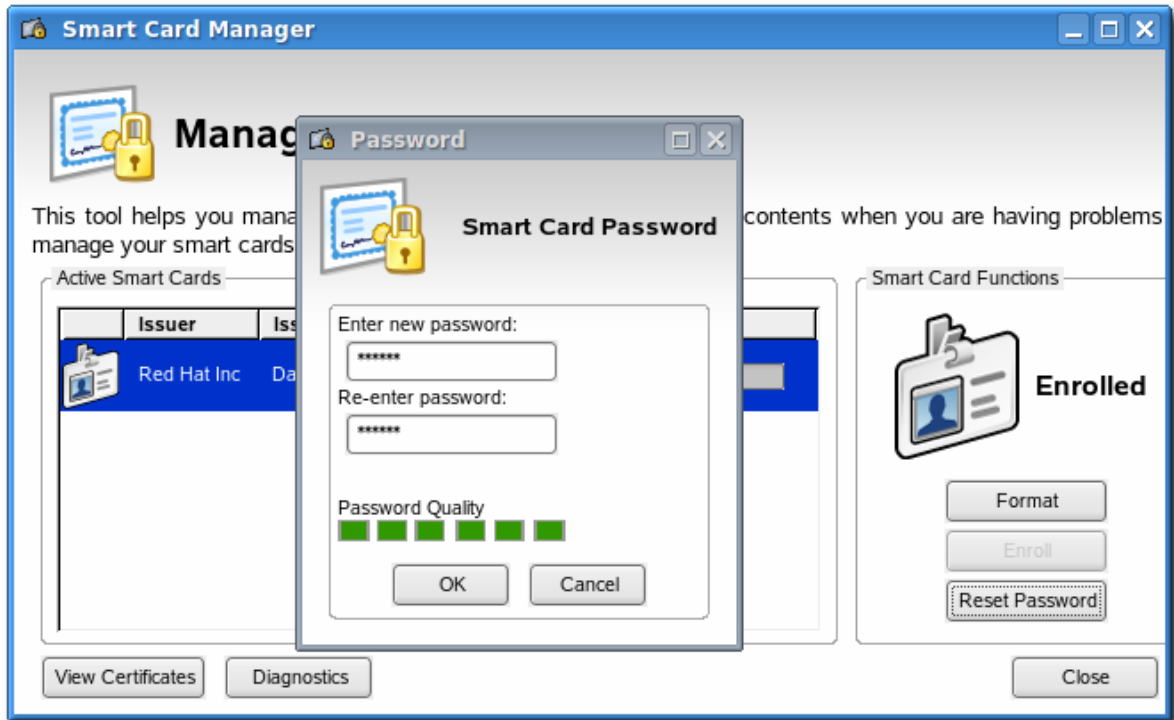 Smart Card Manager
Manag
Password
Smart Card Password
This tool helps you mana
contents when you are having problems
manage your smart cards
Active Smart Cards
Issuer
Iss
Red Hat Inc
Da
Enter new password:
******
Re-enter password:
******
Password Quality
OK
Cancel
Smart Card Functions
Enrolled
Format
Enroll
Reset Password
View Certificates
Diagnostics
Close